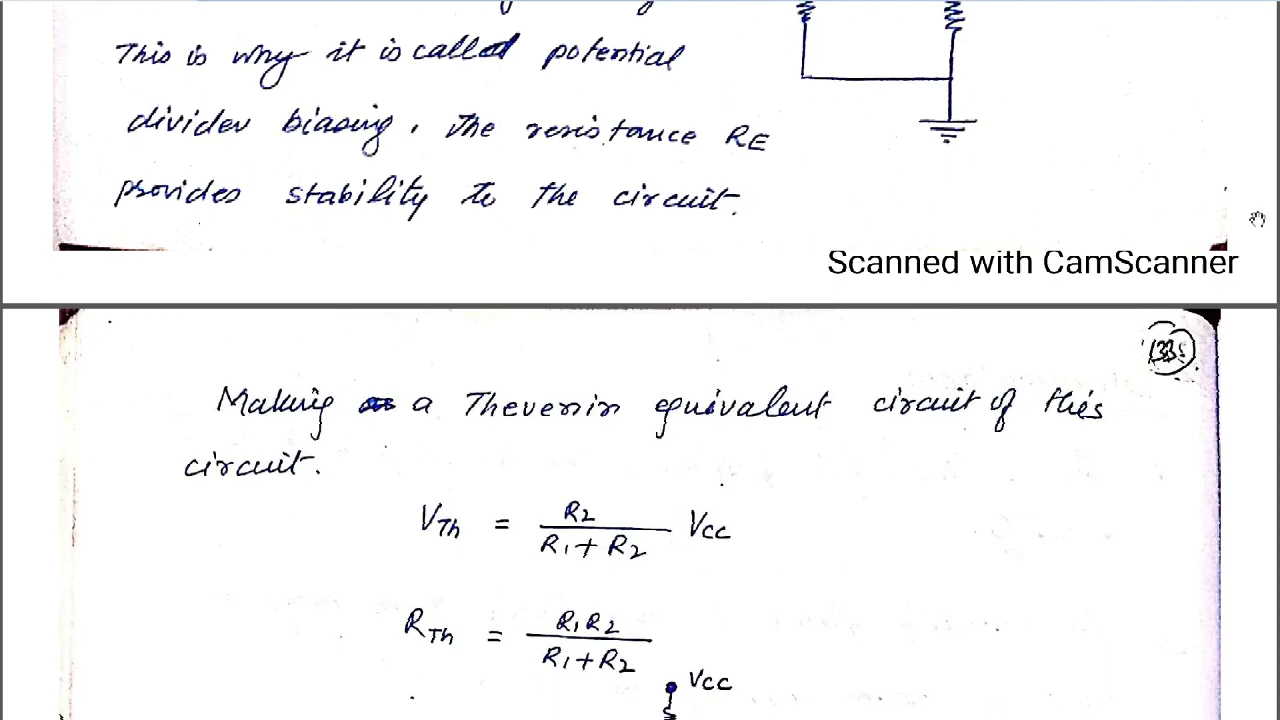 This is why it is called potential
divider biasing, The resistance RE
provides stability to the circuit.
Scanned with CamScanner
Making a Thevenin equivalent circuit of this
circuit.
VTh = R2 / R1 + R2 Vcc
RTh = R1R2 / R1 + R2
Vcc